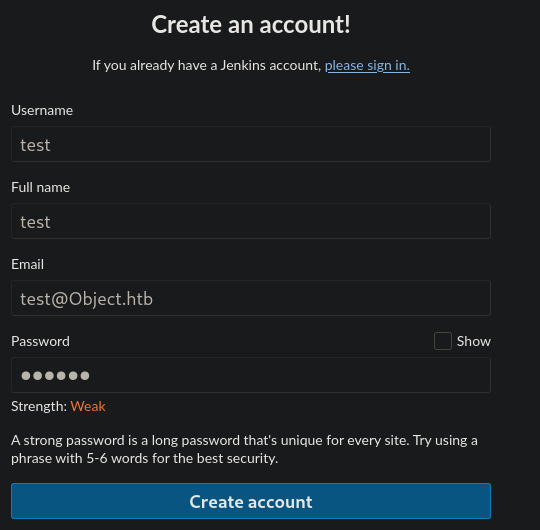 Create an account!
If you already have a Jenkins account, please sign in.
Username
test
Full name
test
Email
test@Object.htb
Password
Show
●●●●●●
Strength: Weak
A strong password is a long password that's unique for every site. Try using a
phrase with 5-6 words for the best security.
Create account